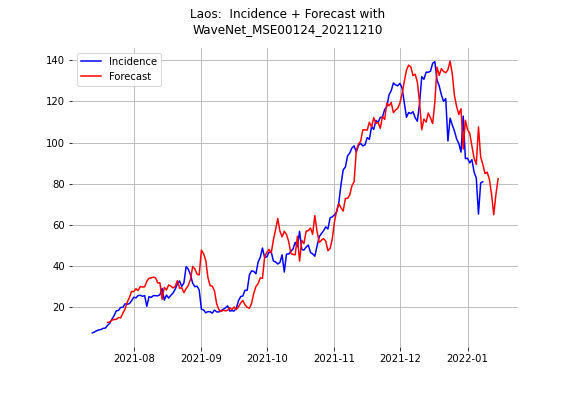 Laos:  Incidence + Forecast with
WaveNet_MSE00124_20211210
Incidence
Forecast
140
120
100
80
60
40
20
2021-08 2021-09 2021-10 2021-11 2021-12 2022-01